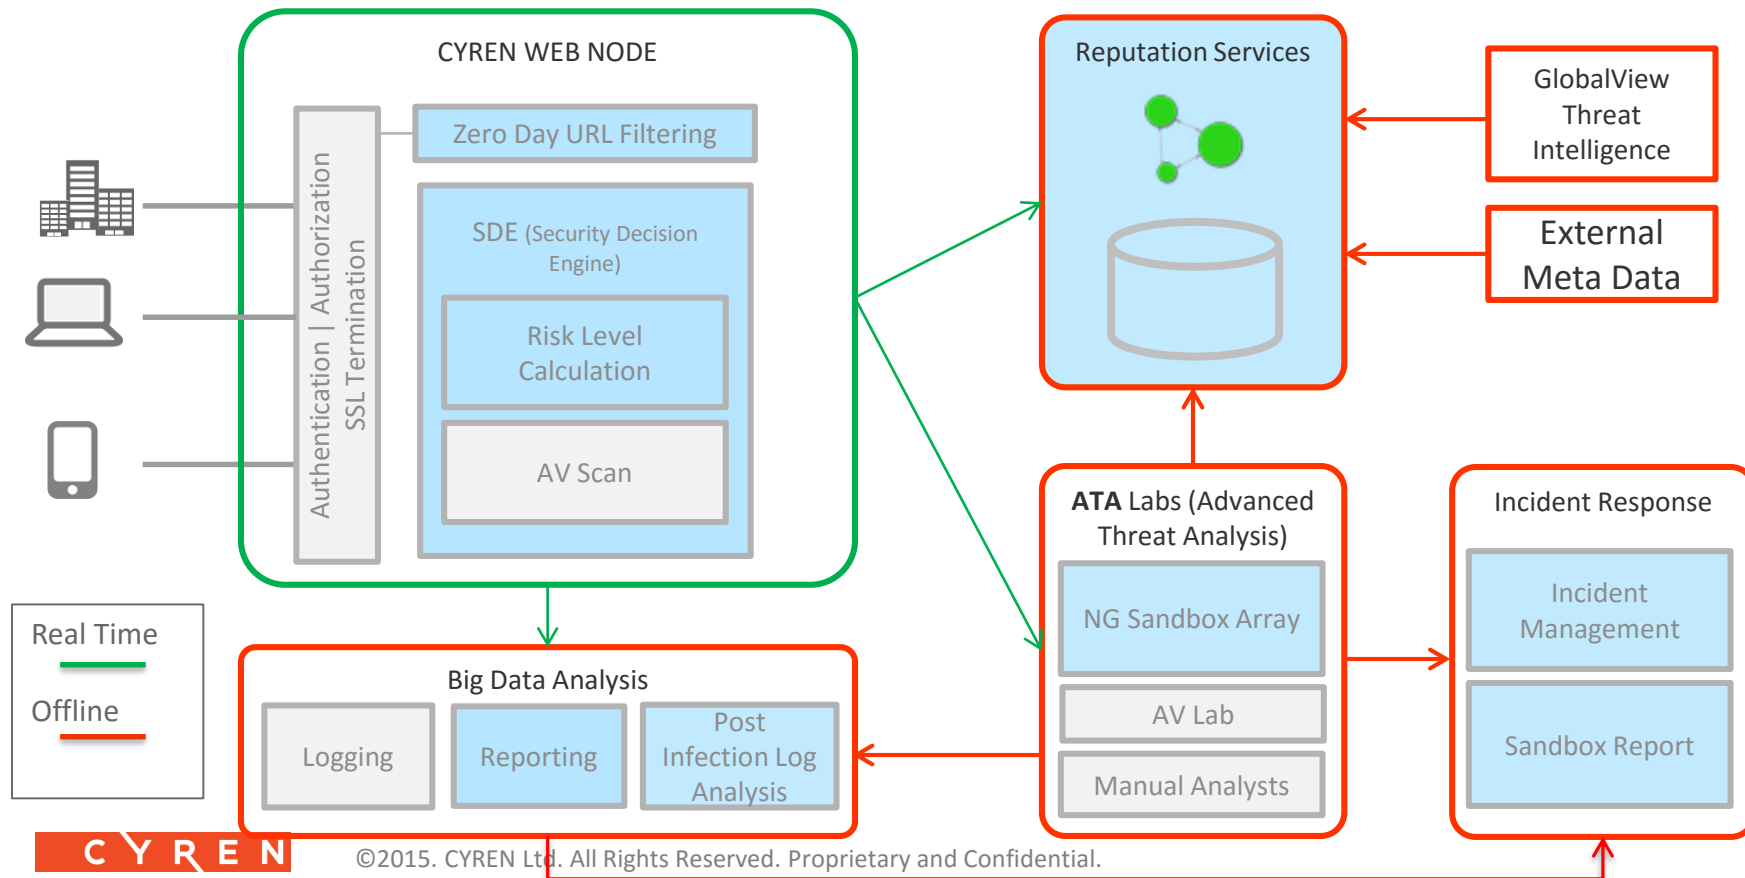 CYREN WEB NODE
Authentication | Authorization
SSL Termination
Zero Day URL Filtering
SDE (Security Decision
Engine)
Risk Level
Calculation
AV Scan
Reputation Services
GlobalView
Threat
Intelligence
External
Meta Data
ATA Labs (Advanced
Threat Analysis)
NG Sandbox Array
AV Lab
Manual Analysts
Incident Response
Incident
Management
Sandbox Report
Real Time
Offline
Big Data Analysis
Logging
Reporting
Post
Infection Log
Analysis
CYREN
©2015. CYREN Ltd. All Rights Reserved. Proprietary and Confidential.